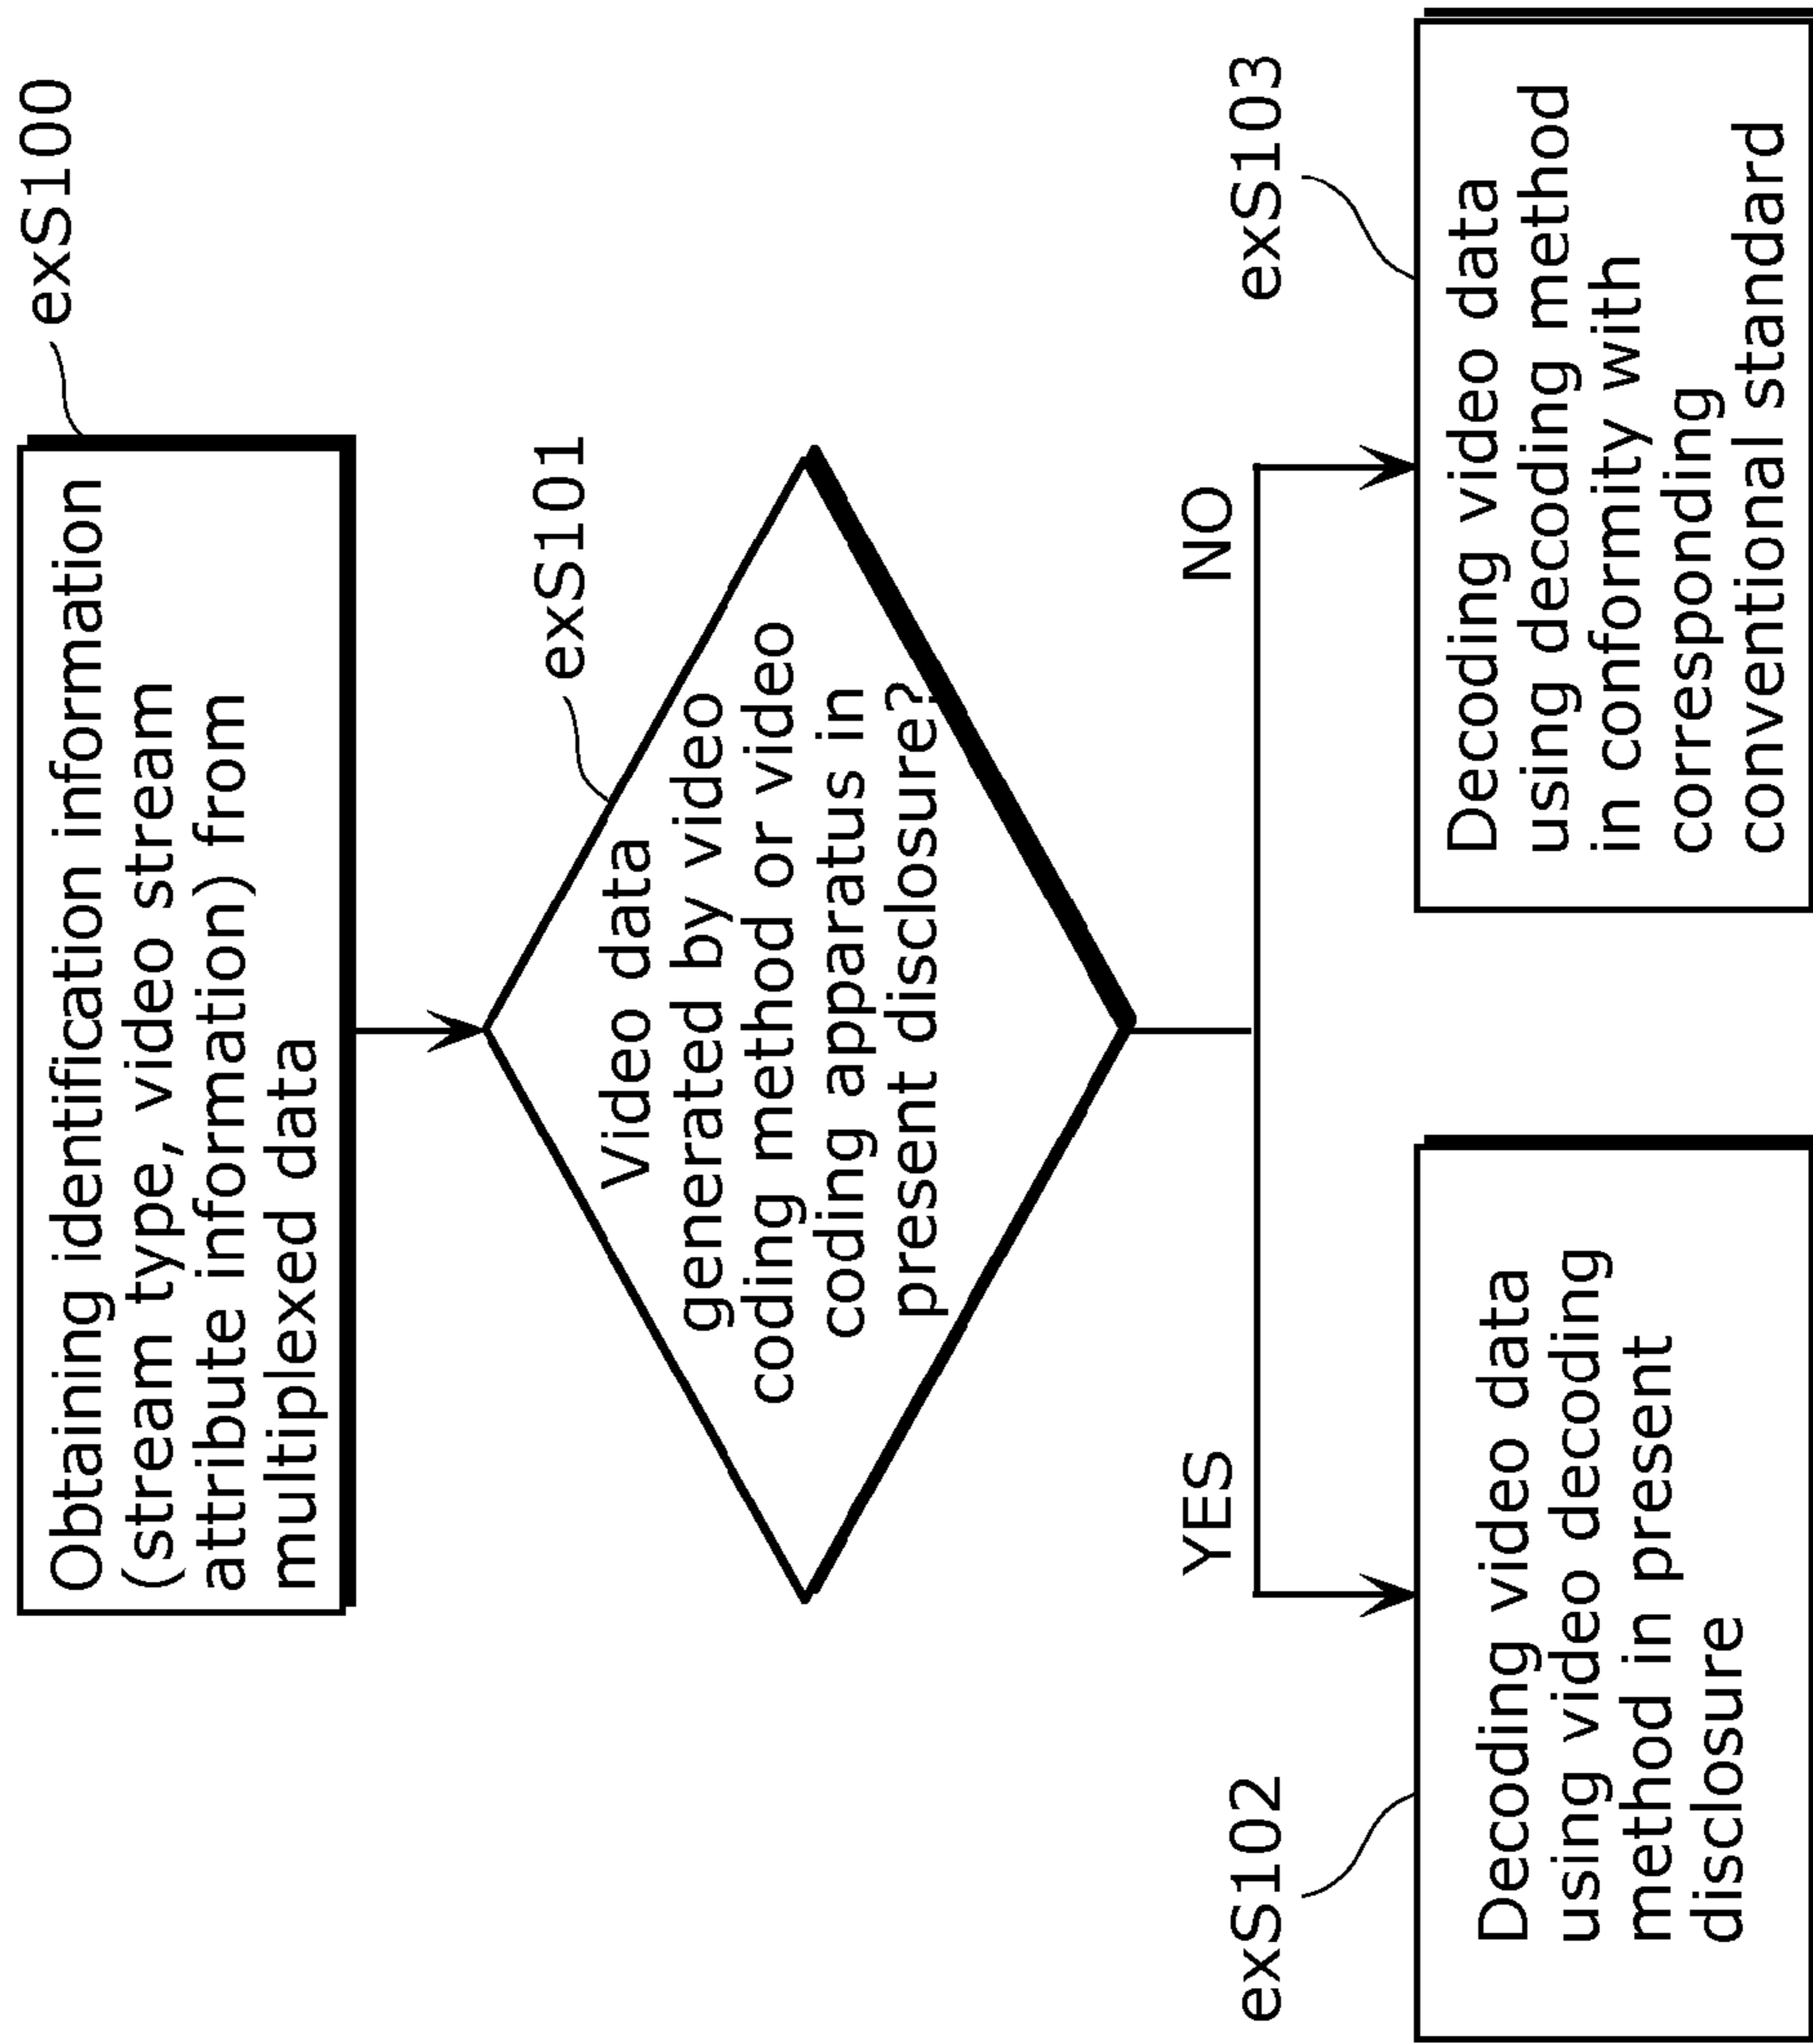 exS100
Obtaining identification information
(stream type, video stream
attribute information) from
multiplexed data
exS101
Video data
generated by video
coding method or video
coding apparatus in
present disclosure?
YES
NO
exS102
Decoding video data
using video decoding
method in present
disclosure
exS103
Decoding video data
using decoding method
in conformity with
corresponding
conventional standard